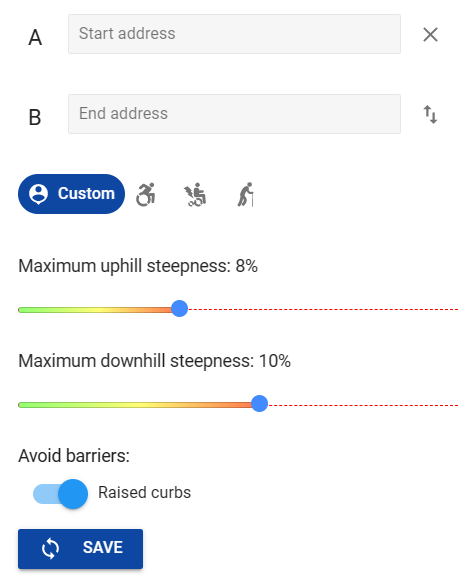 A
Start address
B
End address
Custom
Maximum uphill steepness: 8%
Maximum downhill steepness: 10%
Avoid barriers:
Raised curbs
SAVE